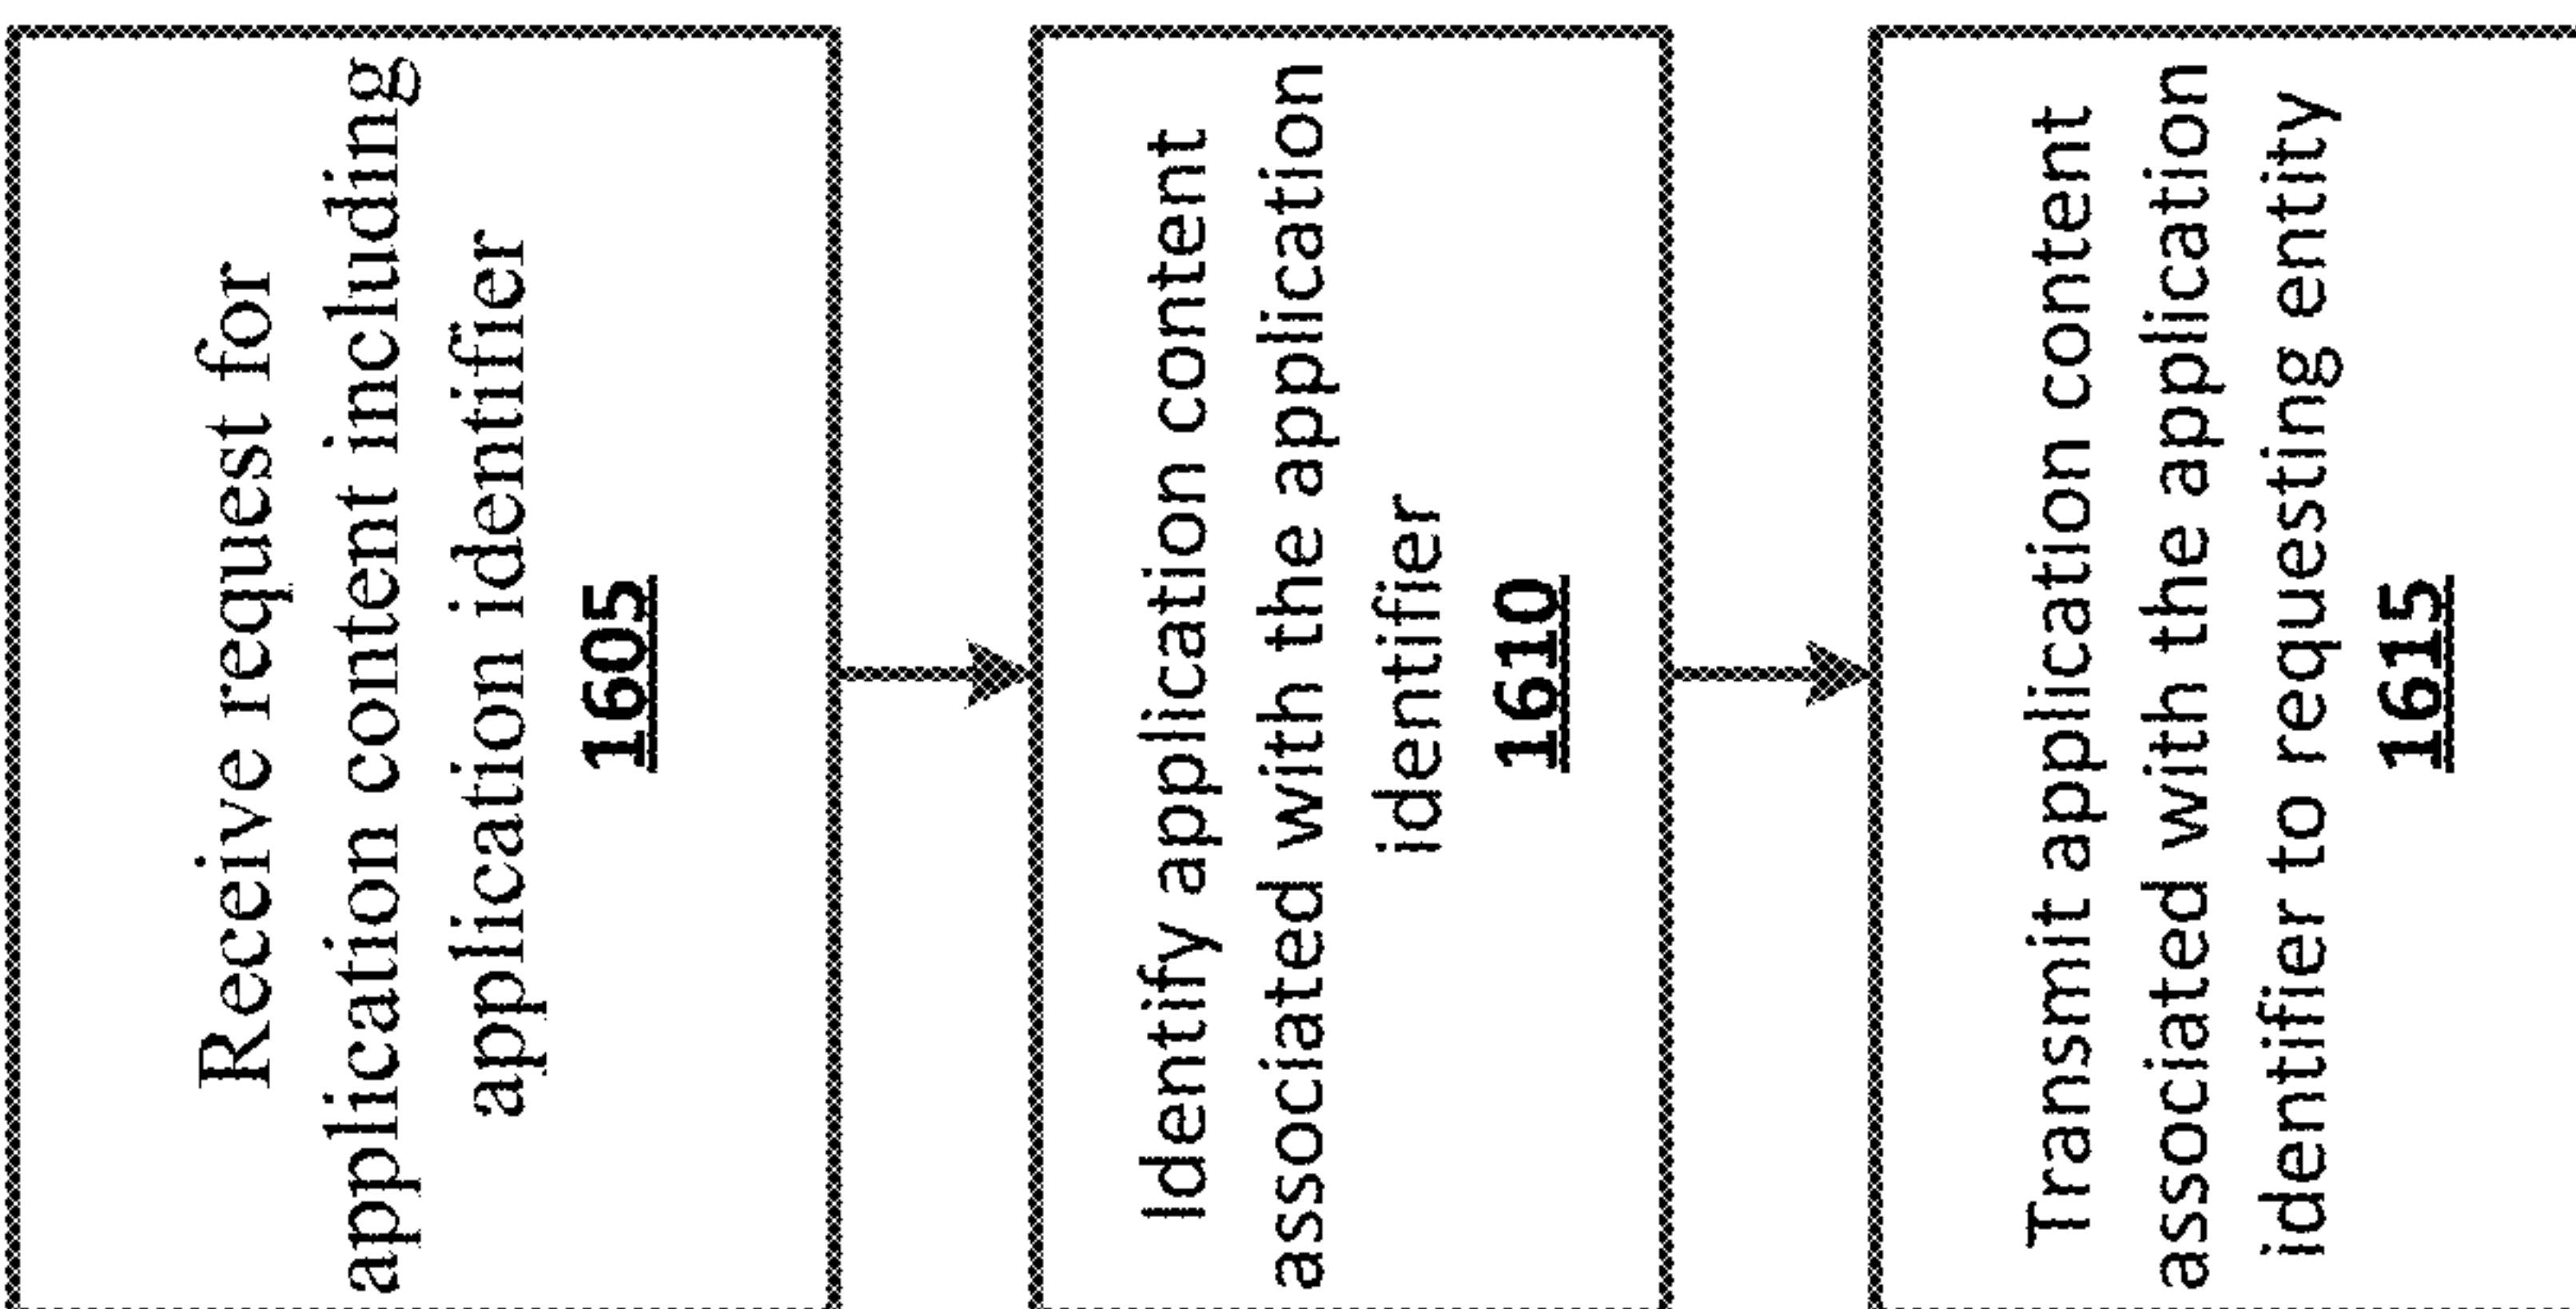 Receive request for
application content including
application identifier
1605
Identify application content
associated with the application
identifier
1610
Transmit application content
associated with the application
identifier to requesting entity
1615